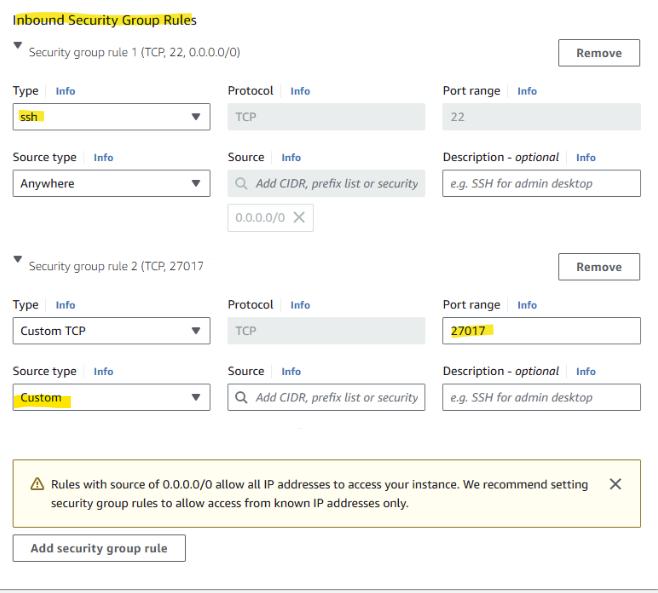 Inbound Security Group Rules
Security group rule 1 (TCP, 22, 0.0.0.0/0)
Remove
Type Info
Protocol Info
Port range Info
ssh
TCP
22
Source type Info
Source Info
Description - optional Info
Anywhere
Add CIDR, prefix list or security
e.g. SSH for admin desktop
0.0.0.0/0
Security group rule 2 (TCP, 27017
Remove
Type Info
Protocol Info
Port range Info
Custom TCP
TCP
27017
Source type Info
Source Info
Description - optional Info
Custom
Add CIDR, prefix list or security
e.g. SSH for admin desktop
Rules with source of 0.0.0.0/0 allow all IP addresses to access your instance. We recommend setting
security group rules to allow access from known IP addresses only.
Add security group rule